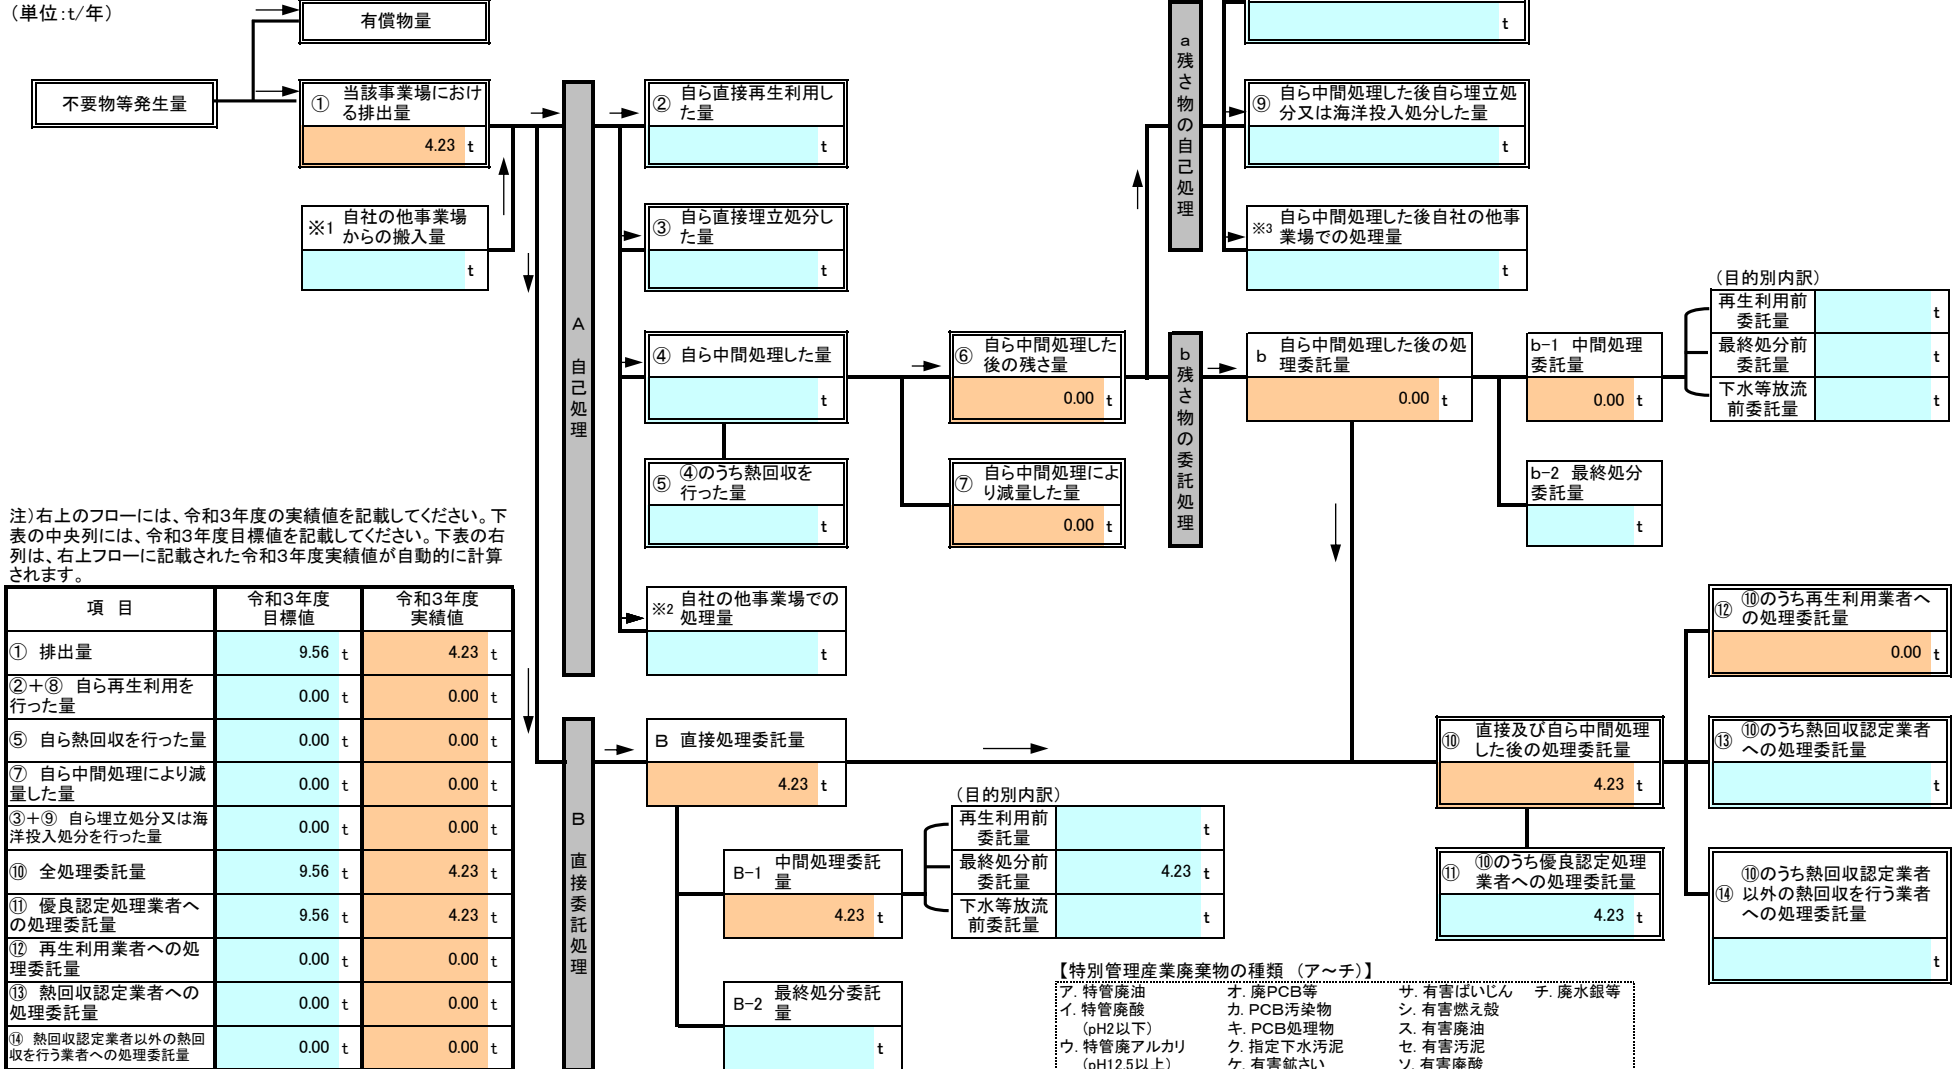 （単位：t/年）
有償物量
不要物等発生量
① 当該事業場におけ
る排出量
4.23 t
※1 自社の他事業場
からの搬入量
t
A 自己処理
② 自ら直接再生利用し
た量
t
③ 自ら直接埋立処分し
た量
t
④ 自ら中間処理した量
t
⑤ ④のうち熱回収を
行った量
t
※2 自社の他事業場での
処理量
t
⑥ 自ら中間処理した
後の残さ量
0.00 t
⑦ 自ら中間処理によ
り減量した量
0.00 t
a残さ物の自己処理
t
⑨ 自ら中間処理した後自ら埋立処
分又は海洋投入処分した量
t
※3 自ら中間処理した後自社の他事
業場での処理量
t
b残さ物の委託処理
b 自ら中間処理した後の処
理委託量
0.00 t
b-1 中間処理
委託量
0.00 t
b-2 最終処分
委託量
t
（目的別内訳）
再生利用前
委託量 t
最終処分前
委託量 t
下水等放流
前委託量 t
注）右上のフローには、令和3年度の実績値を記載してください。下
表の中央列には、令和3年度目標値を記載してください。下表の右
列は、右上フローに記載された令和3年度実績値が自動的に計算
されます。
項 目 令和3年度 目標値 令和3年度 実績値
① 排出量 9.56 t 4.23 t
②＋⑧ 自ら再生利用を
行った量 0.00 t 0.00 t
⑤ 自ら熱回収を行った量 0.00 t 0.00 t
⑦ 自ら中間処理により減
量した量 0.00 t 0.00 t
③＋⑨ 自ら埋立処分又は海
洋投入処分を行った量 0.00 t 0.00 t
⑩ 全処理委託量 9.56 t 4.23 t
⑪ 優良認定処理業者へ
の処理委託量 9.56 t 4.23 t
⑫ 再生利用業者への処
理委託量 0.00 t 0.00 t
⑬ 熱回収認定業者への
処理委託量 0.00 t 0.00 t
⑭ 熱回収認定業者以外の熱回
収を行う業者への処理委託量 0.00 t 0.00 t
B 直接委託処理
B 直接処理委託量
4.23 t
B-1 中間処理委託
量
4.23 t
B-2 最終処分委託
量
t
（目的別内訳）
再生利用前
委託量 t
最終処分前
委託量 4.23 t
下水等放流
前委託量 t
⑩ 直接及び自ら中間処理
した後の処理委託量
4.23 t
⑪ ⑩のうち優良認定処理
業者への処理委託量
4.23 t
⑫ ⑩のうち再生利用業者へ
の処理委託量
0.00 t
⑬ ⑩のうち熱回収認定業者
への処理委託量
t
⑭ ⑩のうち熱回収認定業者
以外の熱回収を行う業者
への処理委託量
t
【特別管理産業廃棄物の種類 （ア～チ）】
ア. 特管廃油 オ. 廃PCB等 サ. 有害ばいじん チ. 廃水銀等
イ. 特管廃酸 カ. PCB汚染物 シ. 有害燃え殻
（pH2以下） キ. PCB処理物 ス. 有害廃油
ウ. 特管廃アルカリ ク. 指定下水汚泥 セ. 有害汚泥
（pH12.5以上） ケ. 有害鉱さい ソ. 有害廃酸